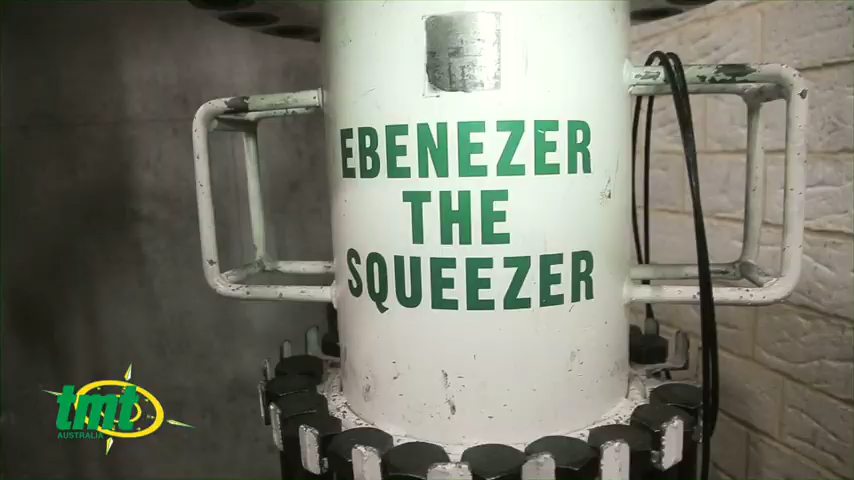 EBENEZER
THE
SQUEEZER
tmt
AUSTRALIA